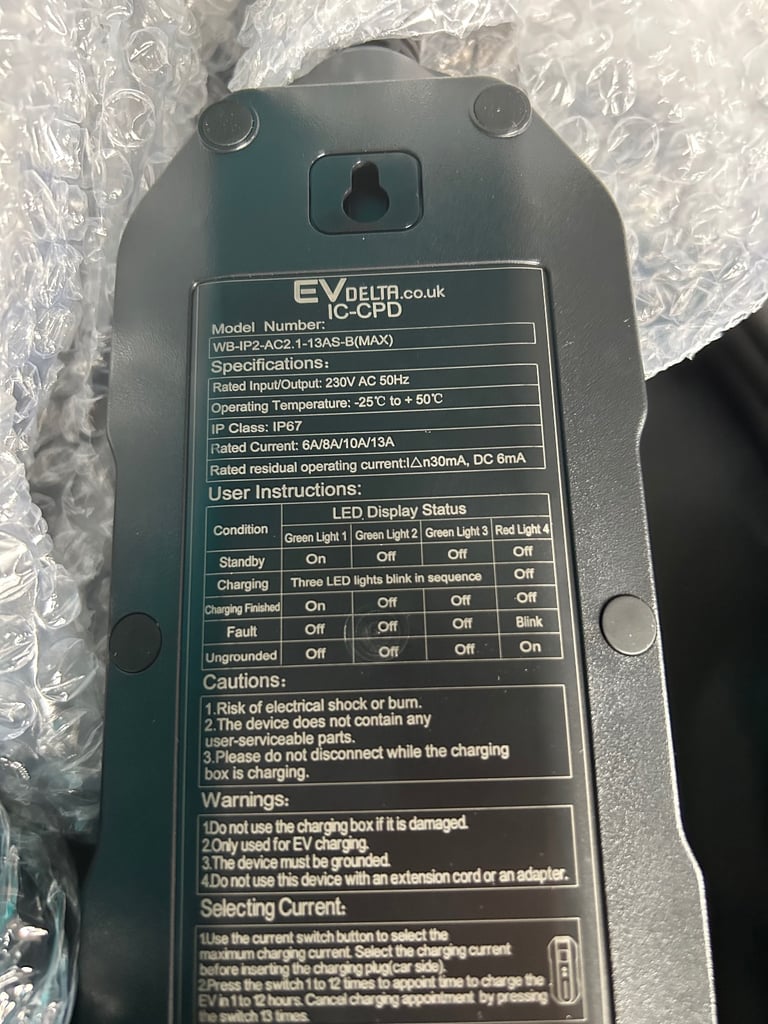 EVDELTA.co.uk
IC-CPD
Model Number:
WB-IP2-AC2.1-13AS-B(MAX)
Specifications:
Rated Input/Output: 230V AC 50Hz
Operating Temperature: -25℃ to + 50℃
IP Class: IP67
Rated Current: 6A/8A/10A/13A
Rated residual operating current:I△n30mA, DC 6mA
User Instructions:
Condition LED Display Status
Green Light 1 Green Light 2 Green Light 3 Red Light 4
Standby On Off Off Off
Charging Three LED lights blink in sequence Off
Charging Finished On Off Off Off
Fault Off Off Off Blink
Ungrounded Off Off Off On
Cautions:
1.Risk of electrical shock or burn.
2.The device does not contain any
user-serviceable parts.
3.Please do not disconnect while the charging
box is charging.
Warnings:
1.Do not use the charging box if it is damaged.
2.Only used for EV charging.
3.The device must be grounded.
4.Do not use this device with an extension cord or an adapter.
Selecting Current:
1.Use the current switch button to select the
maximum charging current. Select the charging current
before inserting the charging plug(car side).
2.Press the switch 1 to 12 times to appoint time to charge the
EV in 1 to 12 hours. Cancel charging appointment by pressing
the switch 13 times.